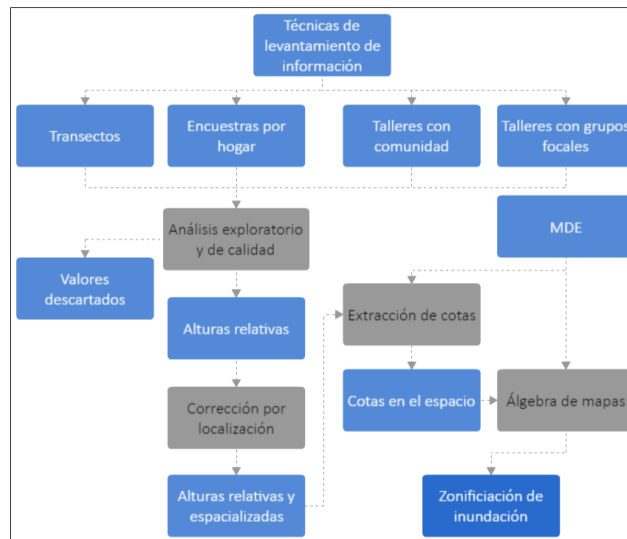 Técnicas de
levantamiento de
información
Transectos
Encuestras por
hogar
Talleres con
comunidad
Talleres con grupos
focales
Análisis exploratorio
y de calidad
MDE
Valores
descartados
Alturas relativas
Extracción de cotas
Corrección por
localización
Cotas en el espacio
Álgebra de mapas
Alturas relativas y
espacializadas
Zonificiación de
inundación